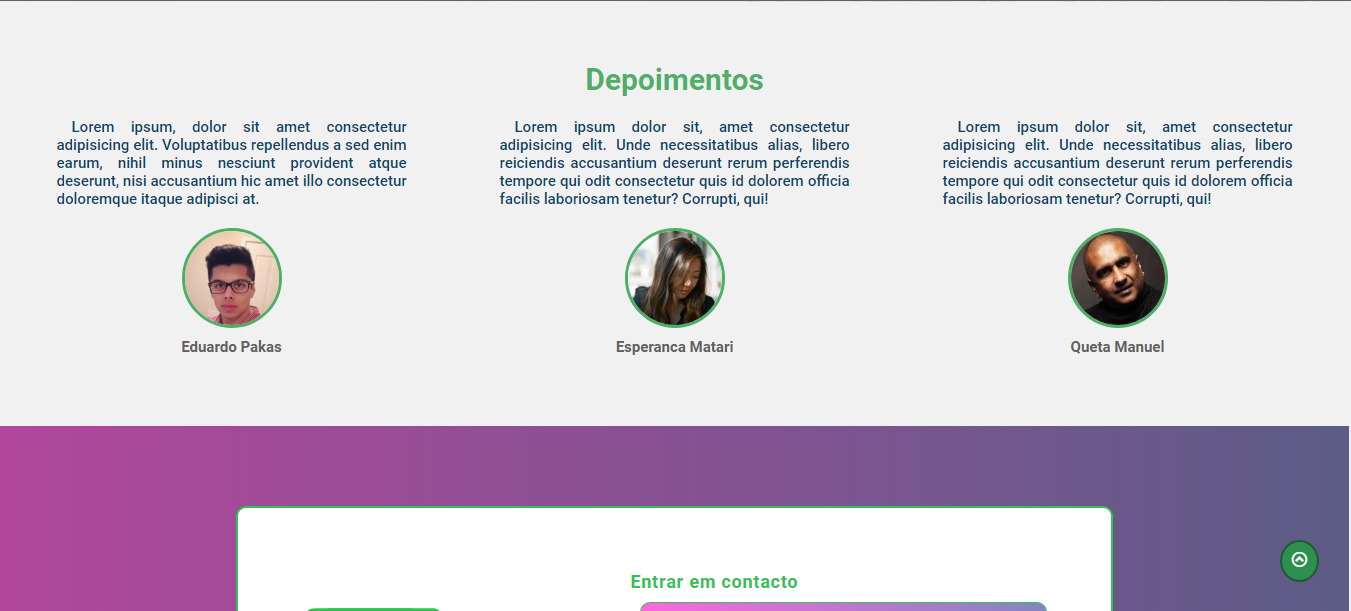 Depoimentos
Lorem ipsum, dolor sit amet consectetur
adipisicing elit. Voluptatibus repellendus a sed enim
earum, nihil minus nesciunt provident atque
deserunt, nisi accusantium hic amet illo consectetur
doloremque itaque adipisci at.
Eduardo Pakas
Lorem ipsum dolor sit, amet consectetur
adipisicing elit. Unde necessitatibus alias, libero
reiciendis accusantium deserunt rerum perferendis
tempore qui odit consectetur quis id dolorem officia
facilis laboriosam tenetur? Corrupti, qui!
Esperanca Matari
Lorem ipsum dolor sit, amet consectetur
adipisicing elit. Unde necessitatibus alias, libero
reiciendis accusantium deserunt rerum perferendis
tempore qui odit consectetur quis id dolorem officia
facilis laboriosam tenetur? Corrupti, qui!
Queta Manuel
Entrar em contacto